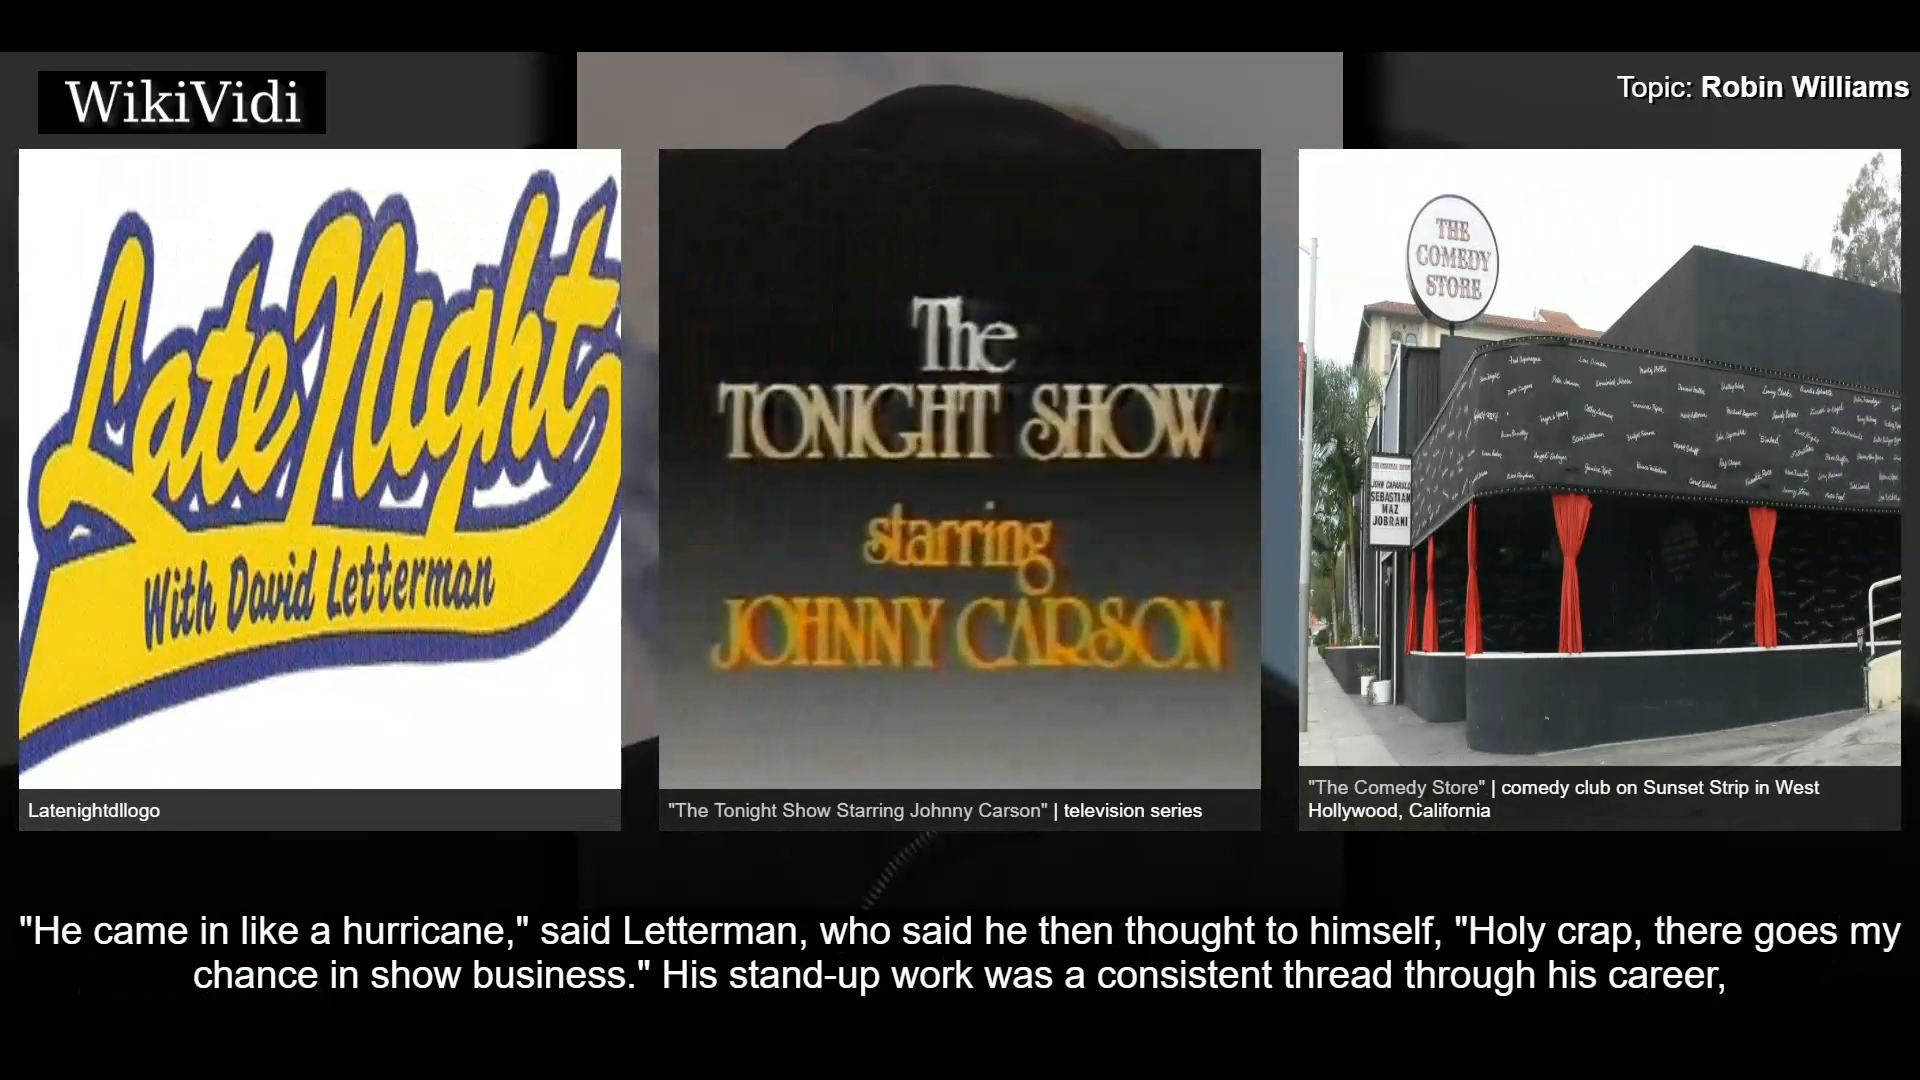 WikiVidi
Topic: Robin Williams
Late Night
With David Letterman
Latenightdllogo
The
TONIGHT SHOW
starring
JOHNNY CARSON
"The Tonight Show Starring Johnny Carson" | television series
THE
COMEDY
STORE
JOHN CAPARULO
SEBASTIAN
MAZ
JOBRANI
"The Comedy Store" | comedy club on Sunset Strip in West
Hollywood, California
"He came in like a hurricane," said Letterman, who said he then thought to himself, "Holy crap, there goes my
chance in show business." His stand-up work was a consistent thread through his career,